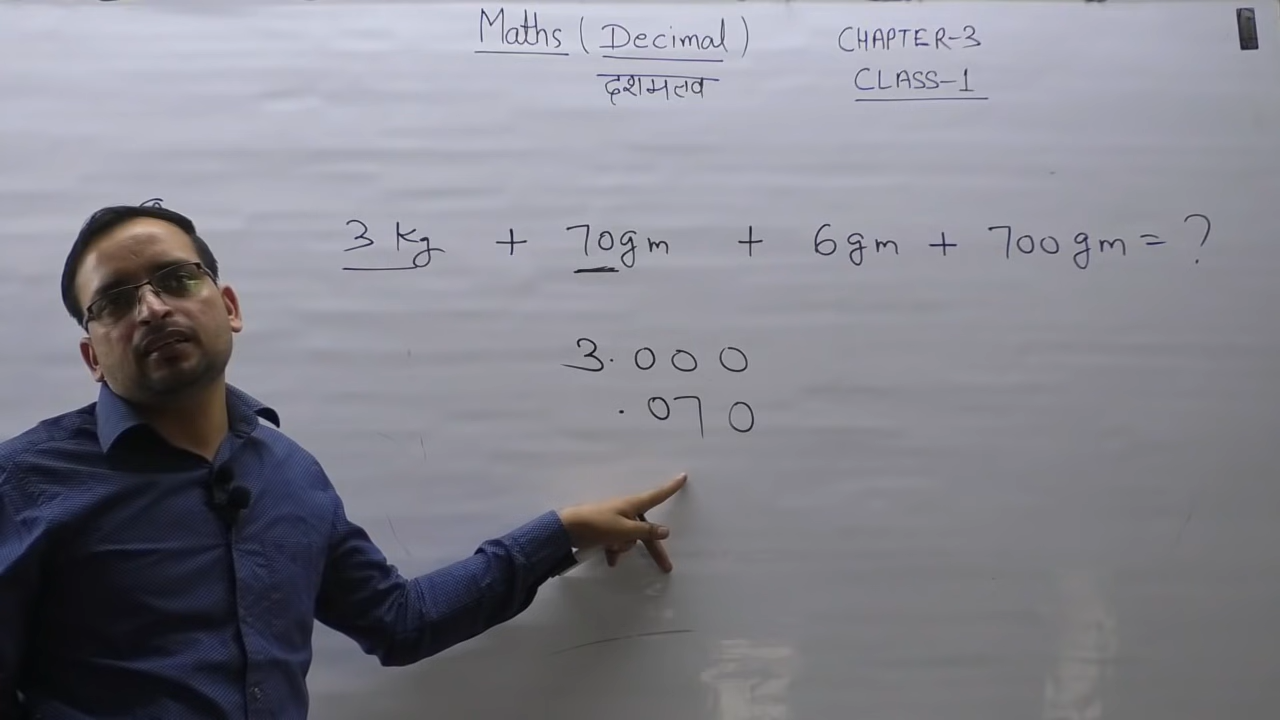 Maths (Decimal) CHAPTER-3
दशमलव CLASS-1
3 Kg + 70gm + 6gm + 700gm = ?
3.000
.070